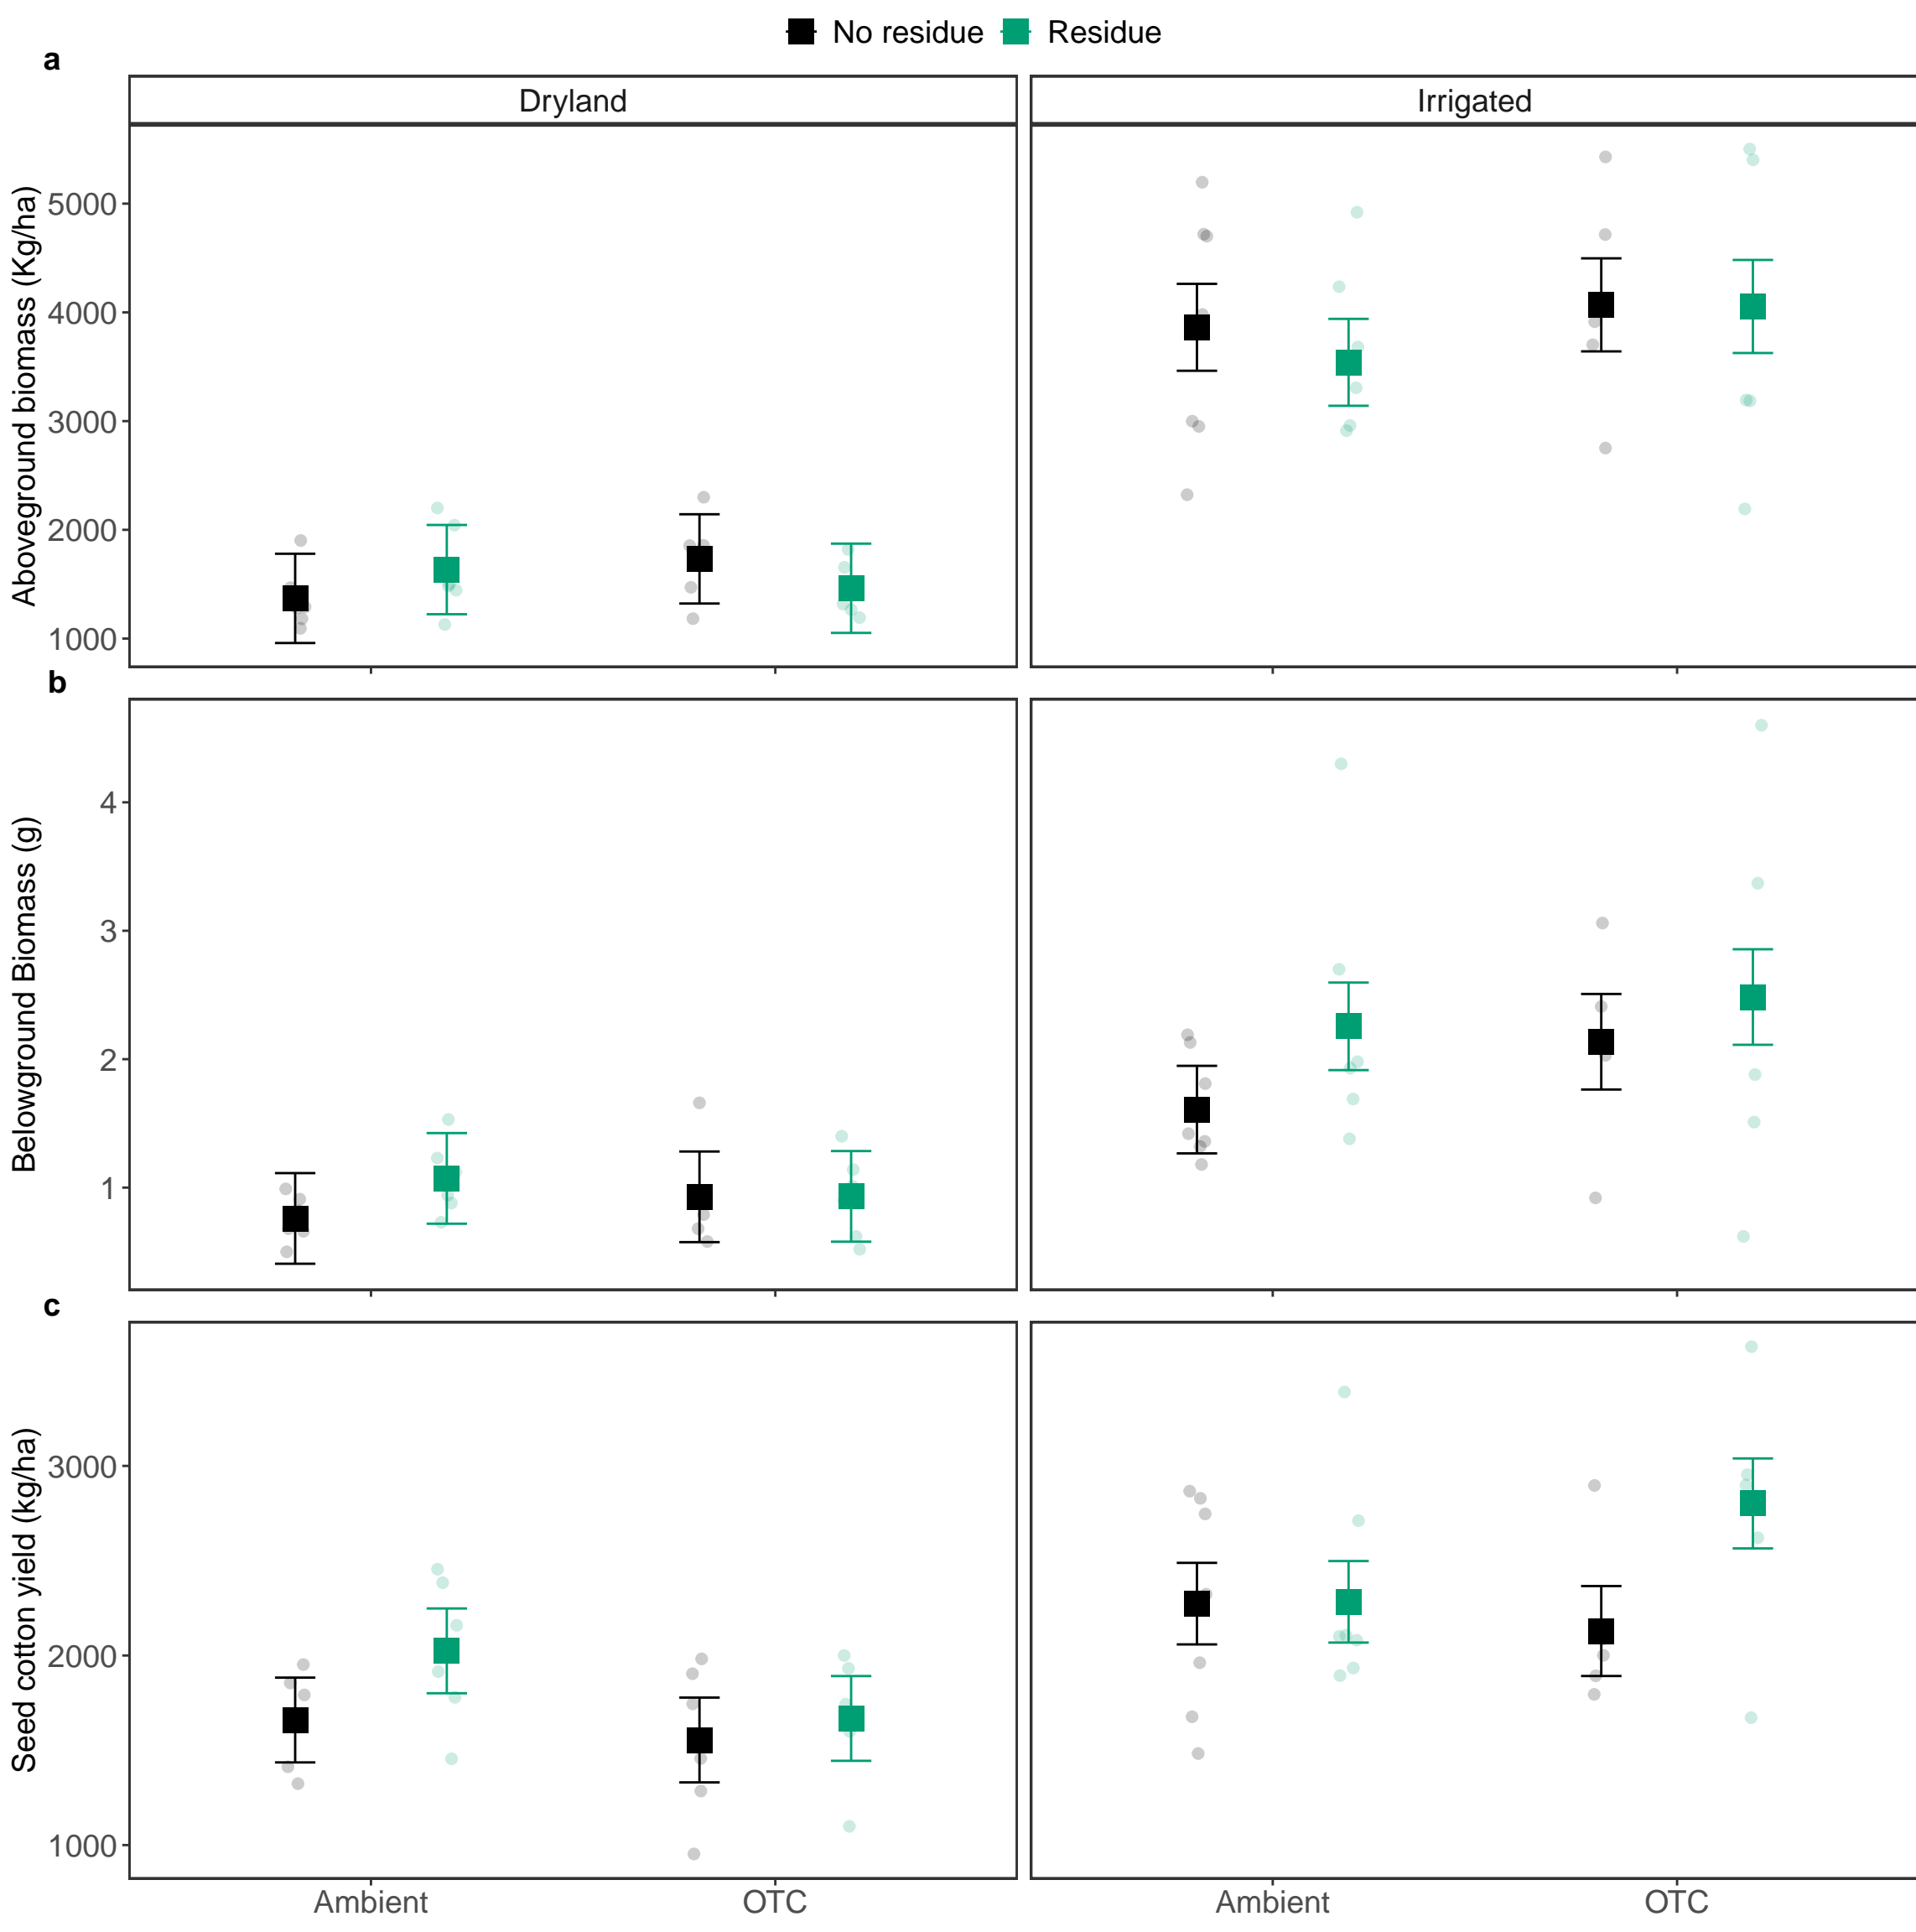 No residue Residue
a
Dryland Irrigated
Aboveground biomass (Kg/ha)
5000
4000
3000
2000
1000
b
Belowground Biomass (g)
4
3
2
1
c
Seed cotton yield (kg/ha)
3000
2000
1000
Ambient OTC Ambient OTC